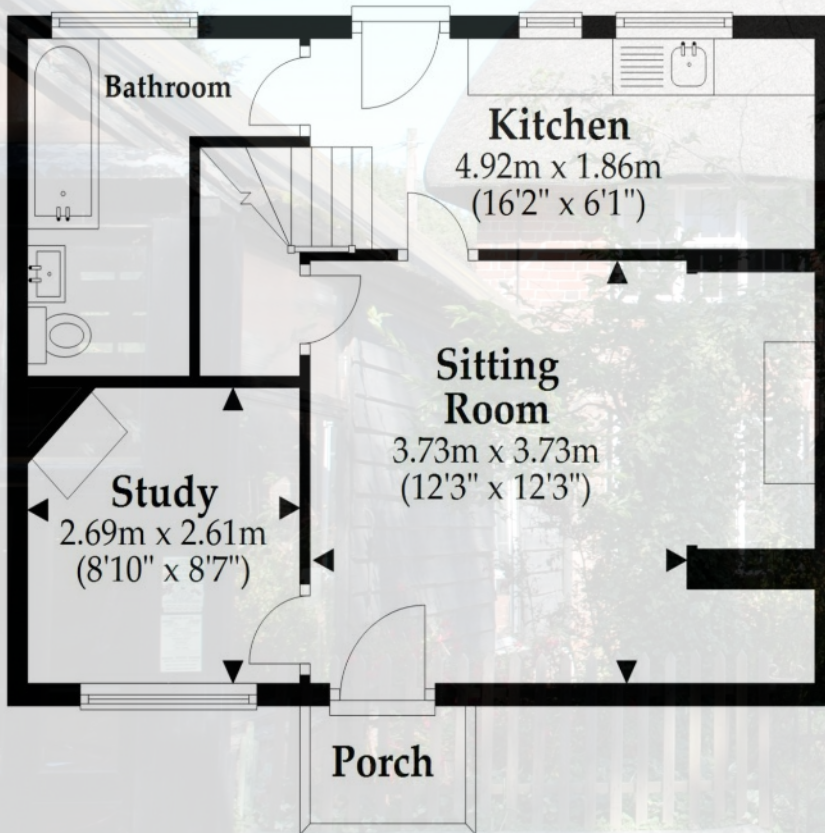 Bathroom
Kitchen
4.92m x 1.86m
(16'2" x 6'1")
Sitting
Room
3.73m x 3.73m
(12'3" x 12'3")
Study
2.69m x 2.61m
(8'10" x 8'7")
Porch